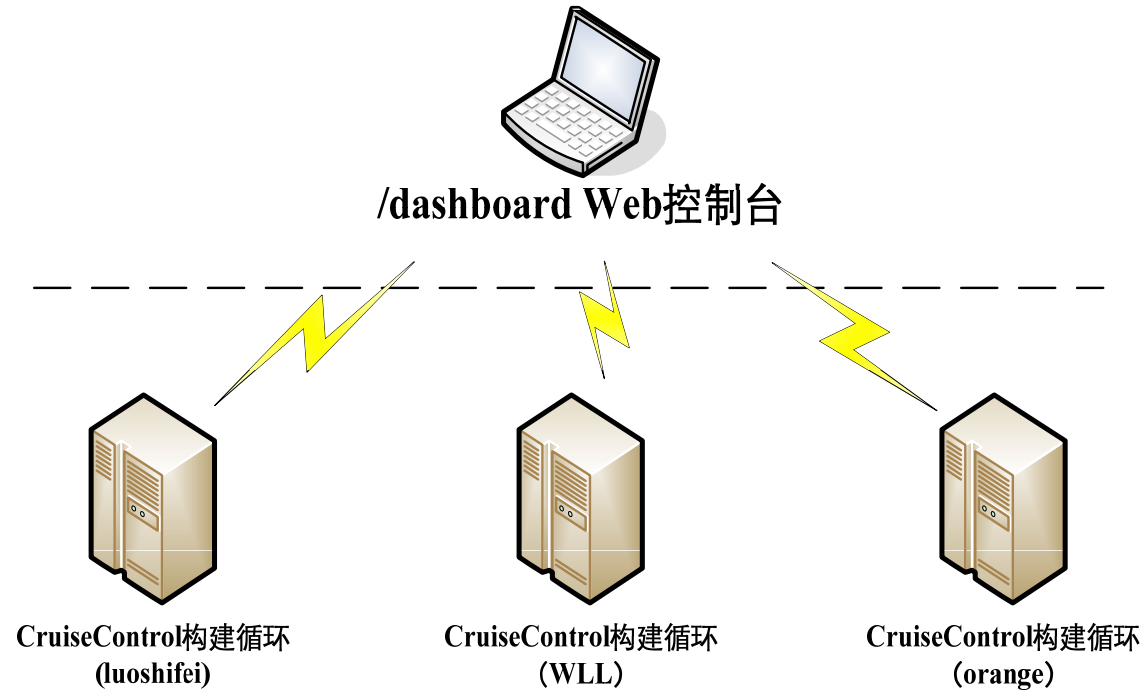 /dashboard Web控制台
CruiseControl构建循环
(luoshifei)
CruiseControl构建循环
（WLL）
CruiseControl构建循环
（orange）